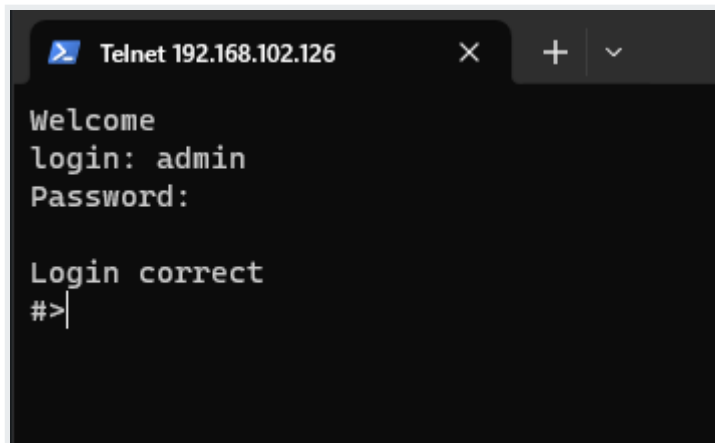 Telnet 192.168.102.126
Welcome
login: admin
Password:
Login correct
#>